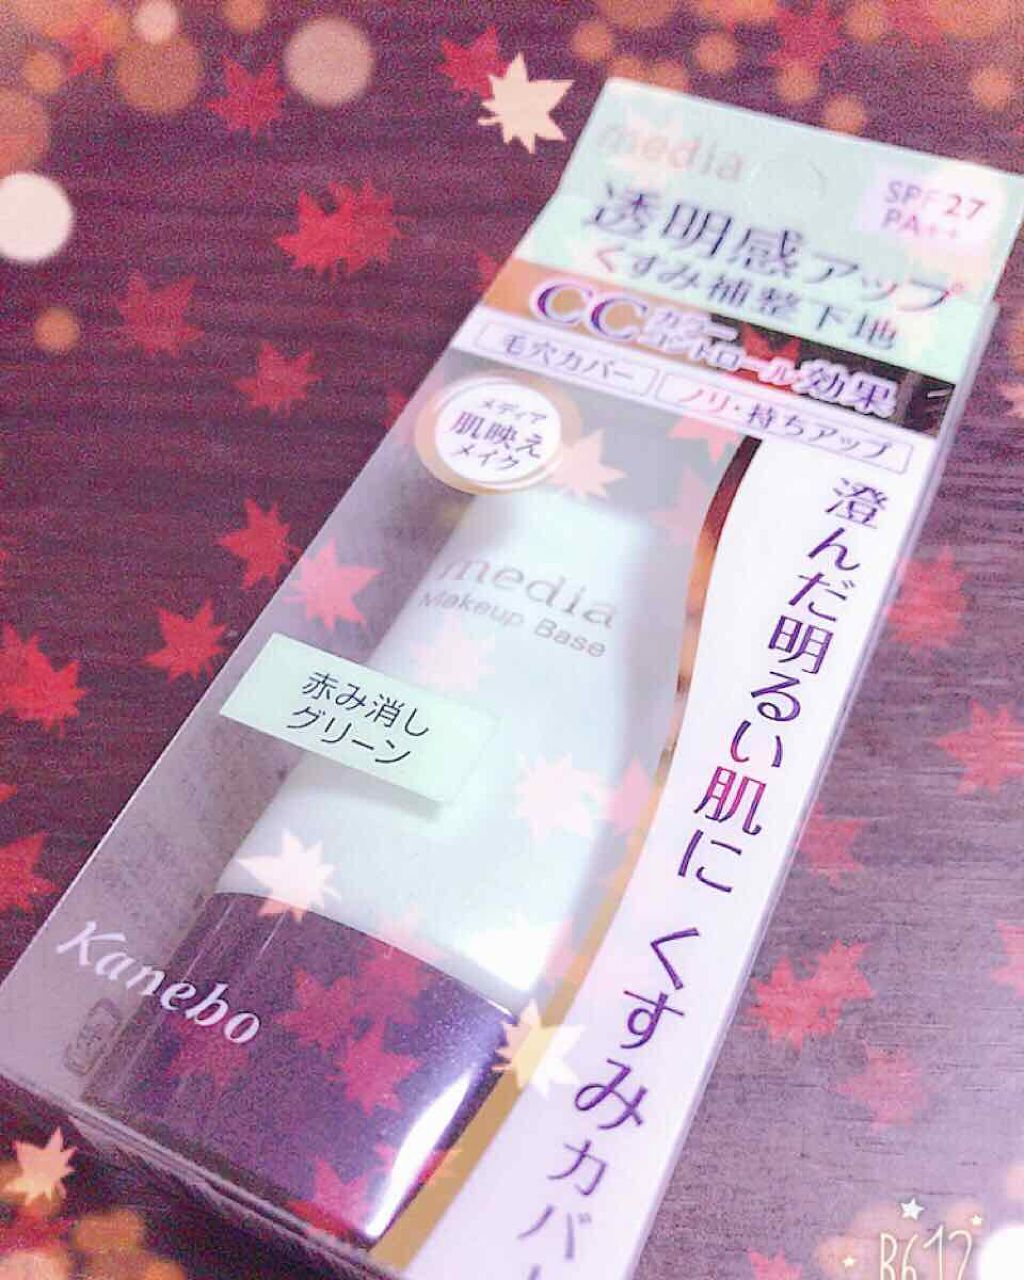 media
SPF27
PA++
透明感アップ
くすみ補整下地
CC カラーコントロール効果
毛穴カバー
ノリ・持ちアップ
メディア
肌映え
メイク
澄んだ明るい肌に くすみカバー
media
Makeup Base
赤み消し
グリーン
Kanebo
B612